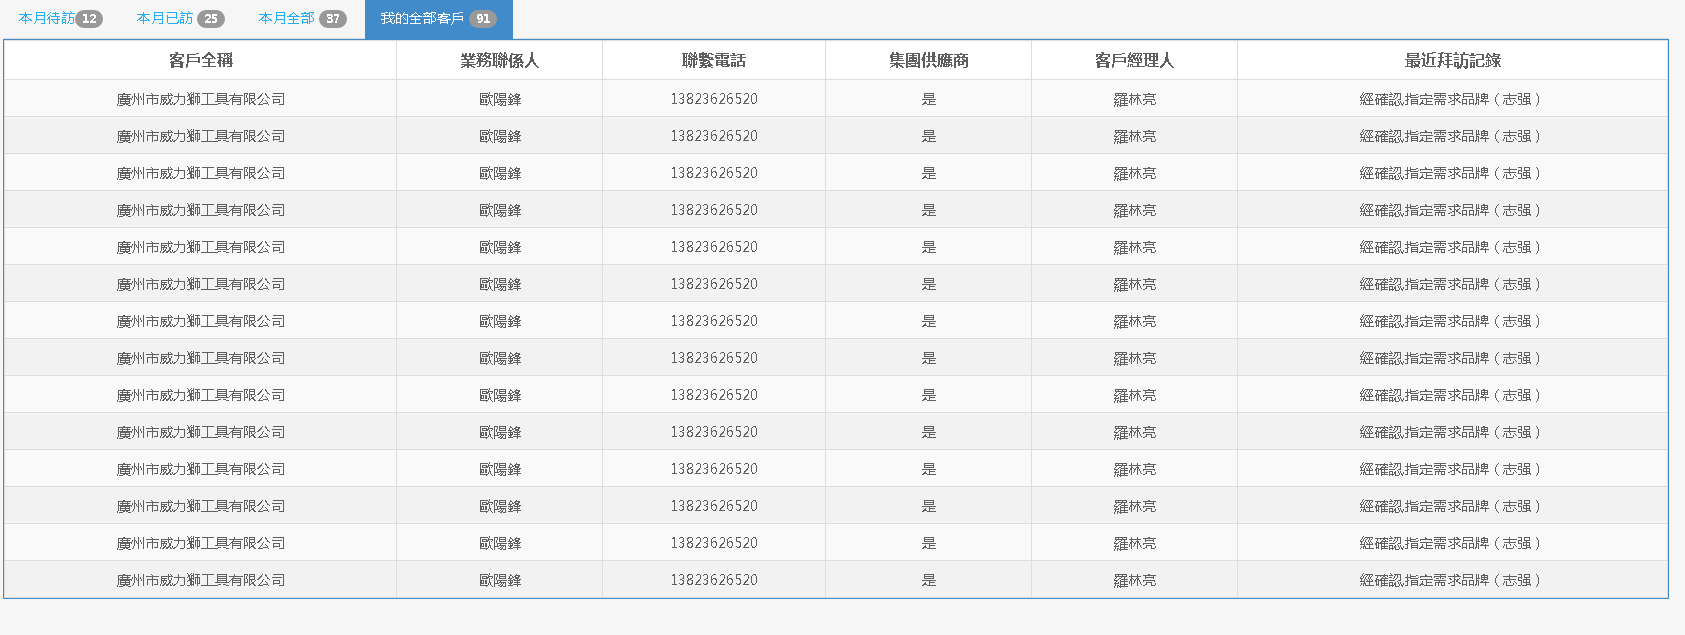 本月待訪 12 本月已訪 25 本月全部 37 我的全部客戶 91
客戶全稱 業務聯係人 聯繫電話 集團供應商 客戶經理人 最近拜訪記錄
廣州市威力獅工具有限公司 歐陽鋒 13823626520 是 羅林亮 經確認,指定需求品牌（志强）
廣州市威力獅工具有限公司 歐陽鋒 13823626520 是 羅林亮 經確認,指定需求品牌（志强）
廣州市威力獅工具有限公司 歐陽鋒 13823626520 是 羅林亮 經確認,指定需求品牌（志强）
廣州市威力獅工具有限公司 歐陽鋒 13823626520 是 羅林亮 經確認,指定需求品牌（志强）
廣州市威力獅工具有限公司 歐陽鋒 13823626520 是 羅林亮 經確認,指定需求品牌（志强）
廣州市威力獅工具有限公司 歐陽鋒 13823626520 是 羅林亮 經確認,指定需求品牌（志强）
廣州市威力獅工具有限公司 歐陽鋒 13823626520 是 羅林亮 經確認,指定需求品牌（志强）
廣州市威力獅工具有限公司 歐陽鋒 13823626520 是 羅林亮 經確認,指定需求品牌（志强）
廣州市威力獅工具有限公司 歐陽鋒 13823626520 是 羅林亮 經確認,指定需求品牌（志强）
廣州市威力獅工具有限公司 歐陽鋒 13823626520 是 羅林亮 經確認,指定需求品牌（志强）
廣州市威力獅工具有限公司 歐陽鋒 13823626520 是 羅林亮 經確認,指定需求品牌（志强）
廣州市威力獅工具有限公司 歐陽鋒 13823626520 是 羅林亮 經確認,指定需求品牌（志强）
廣州市威力獅工具有限公司 歐陽鋒 13823626520 是 羅林亮 經確認,指定需求品牌（志强）
廣州市威力獅工具有限公司 歐陽鋒 13823626520 是 羅林亮 經確認,指定需求品牌（志强）